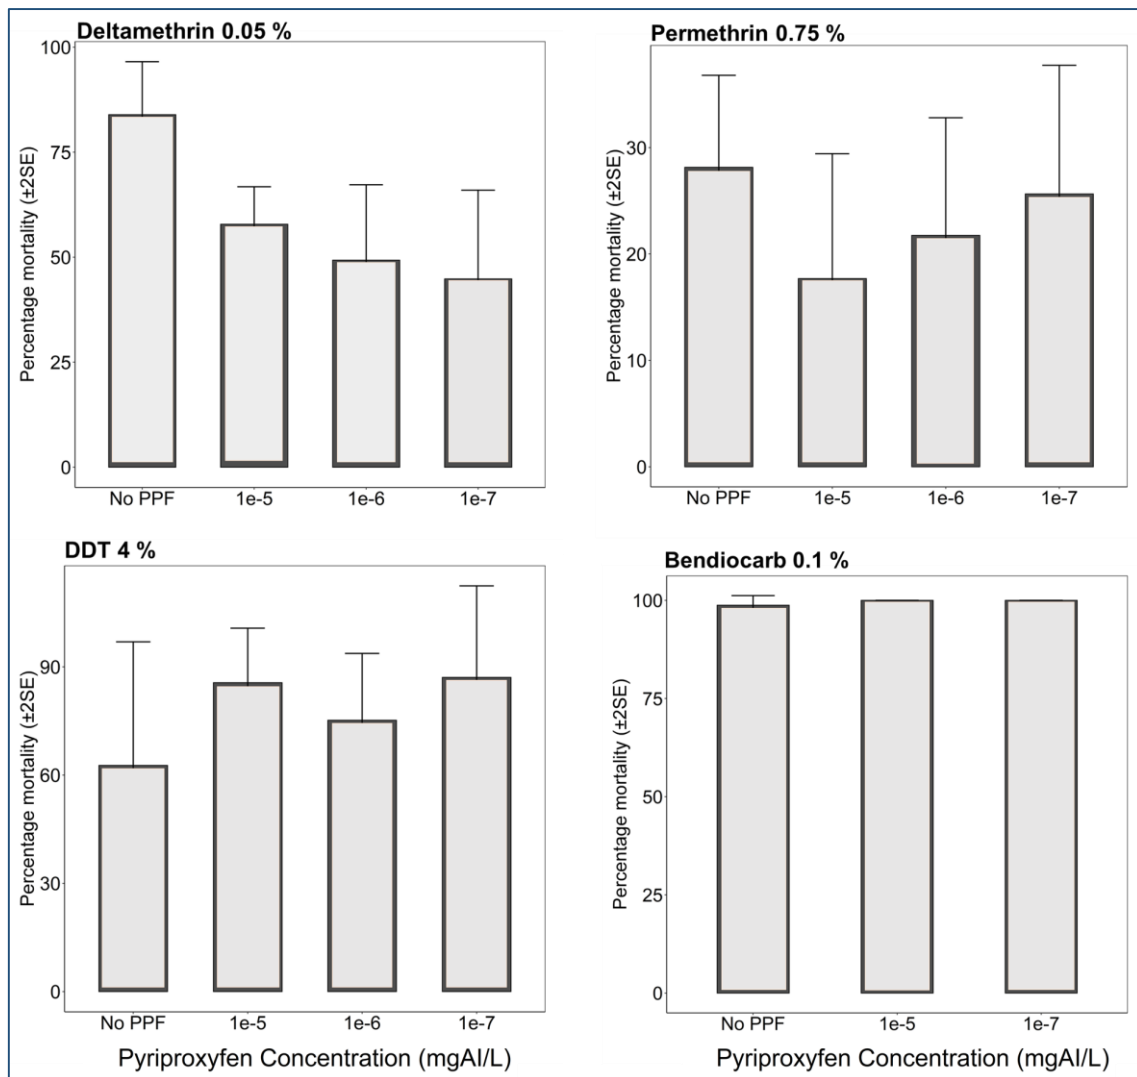 Deltamethrin 0.05 %
Percentage mortality (±2SE)
100
75
50
25
0
No PPF 1e-5 1e-6 1e-7
Permethrin 0.75 %
Percentage mortality (±2SE)
30
20
10
0
No PPF 1e-5 1e-6 1e-7
DDT 4 %
Percentage mortality (±2SE)
90
60
30
0
No PPF 1e-5 1e-6 1e-7
Pyriproxyfen Concentration (mgAI/L)
Bendiocarb 0.1 %
Percentage mortality (±2SE)
100
75
50
25
0
No PPF 1e-5 1e-7
Pyriproxyfen Concentration (mgAI/L)